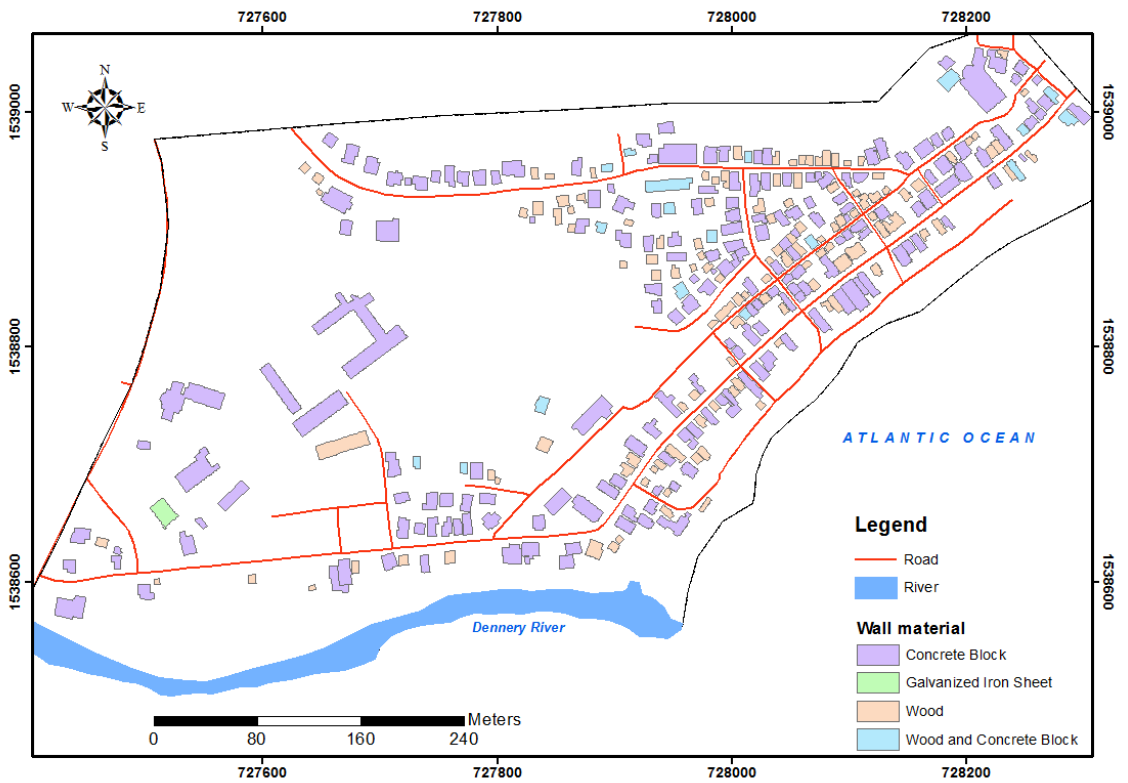 727600 727800 728000 728200
N
W E
S
1539000 1539000
1538800 1538800
ATLANTIC OCEAN
Legend
Road
River
1538600 1538600
Dennery River
Wall material
Concrete Block
Galvanized Iron Sheet
Wood
Wood and Concrete Block
Meters
0 80 160 240
727600 727800 728000 728200